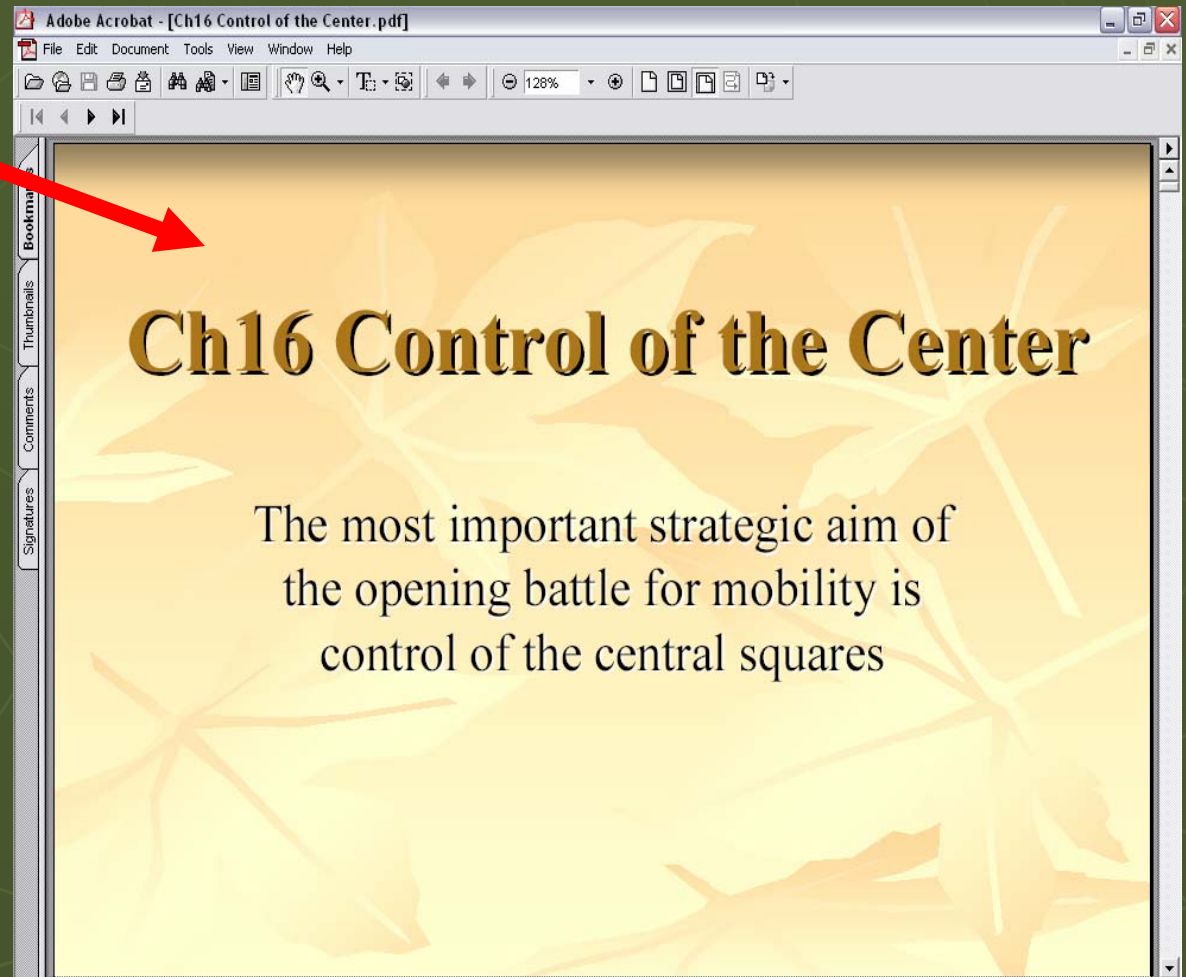 Adobe Acrobat - [Ch16 Control of the Center.pdf]
File Edit Document Tools View Window Help
128%
Bookmarks
Thumbnails
Comments
Signatures
Ch16 Control of the Center
The most important strategic aim of
the opening battle for mobility is
control of the central squares